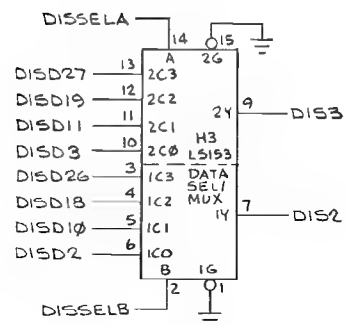 DISSELA
14 15
A 2G
DISD27 13 2C3
DISD19 12 2C2
DISD11 11 2C1 2Y 9 DIS3
DISD3 10 2CØ H3
LS153
DISD26 3 1C3 DATA
DISD18 4 1C2 SEL/
MUX
DISD1Ø 5 1C1 1Y 7 DIS2
DISD2 6 1C0
B 1G
2 1
DISSELB